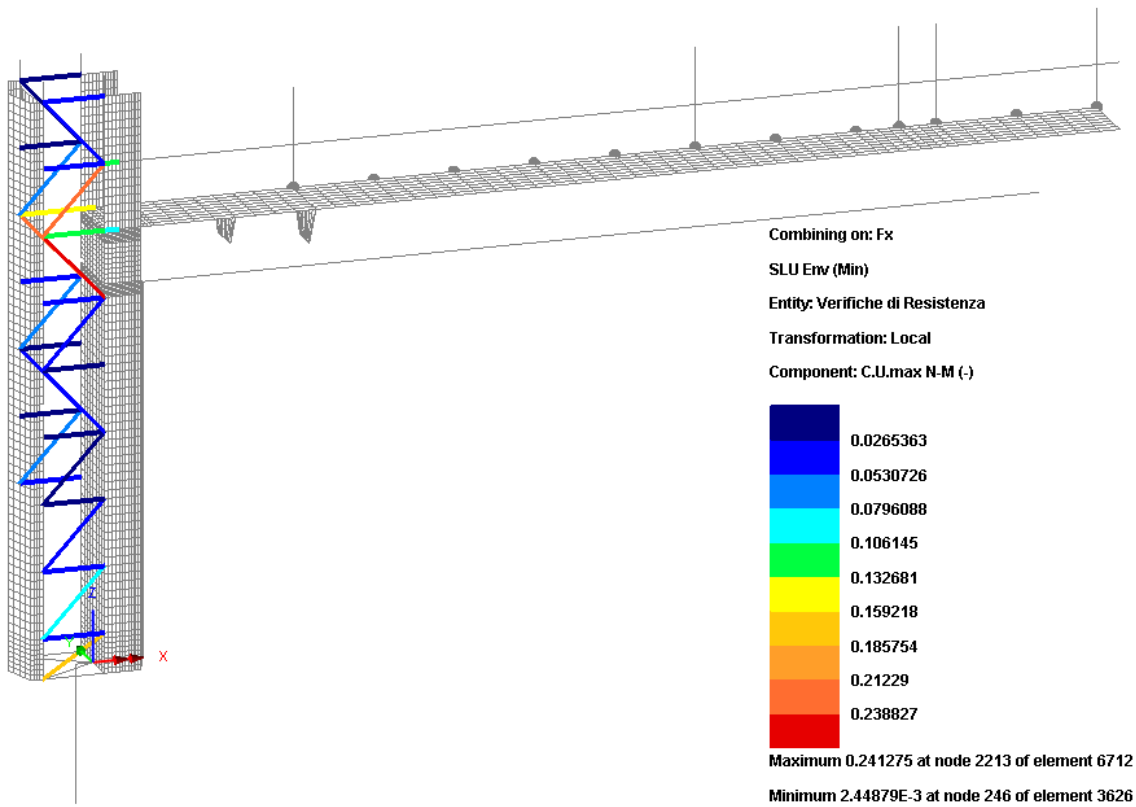 Combining on: Fx
SLU Env (Min)
Entity: Verifiche di Resistenza
Transformation: Local
Component: C.U.max N-M (-)
0.0265363
0.0530726
0.0796088
0.106145
0.132681
0.159218
0.185754
0.21229
0.238827
Z
Y
X
Maximum 0.241275 at node 2213 of element 6712
Minimum 2.44879E-3 at node 246 of element 3626